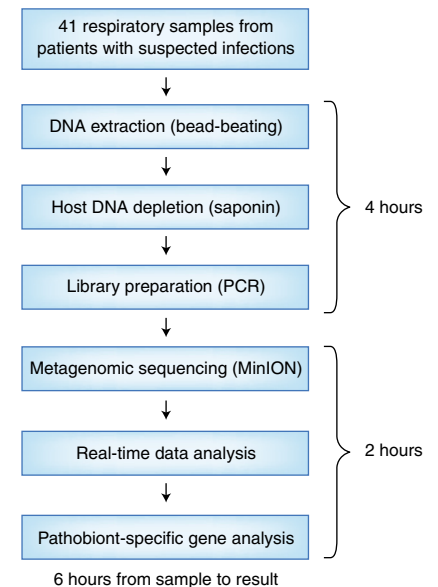 41 respiratory samples from
patients with suspected infections
DNA extraction (bead-beating)
Host DNA depletion (saponin)
Library preparation (PCR)
4 hours
Metagenomic sequencing (MinION)
Real-time data analysis
Pathobiont-specific gene analysis
2 hours
6 hours from sample to result